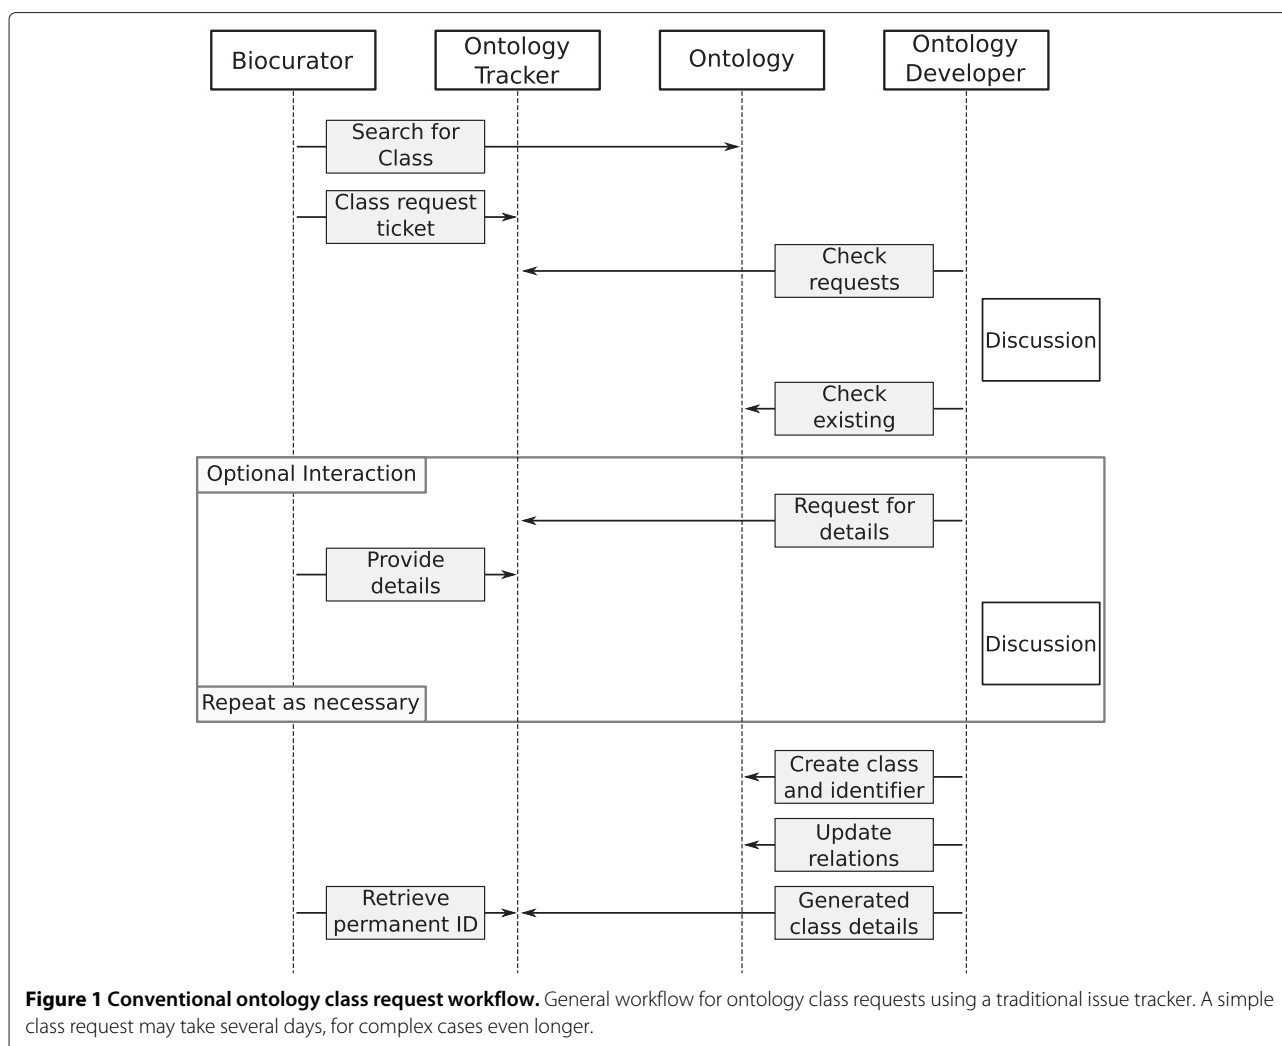 Biocurator
Ontology
Tracker
Ontology
Ontology
Developer
Search for
Class
Class request
ticket
Check
requests
Discussion
Check
existing
Optional Interaction
Request for
details
Provide
details
Discussion
Repeat as necessary
Create class
and identifier
Update
relations
Retrieve
permanent ID
Generated
class details
Figure 1 Conventional ontology class request workflow. General workflow for ontology class requests using a traditional issue tracker. A simple
class request may take several days, for complex cases even longer.